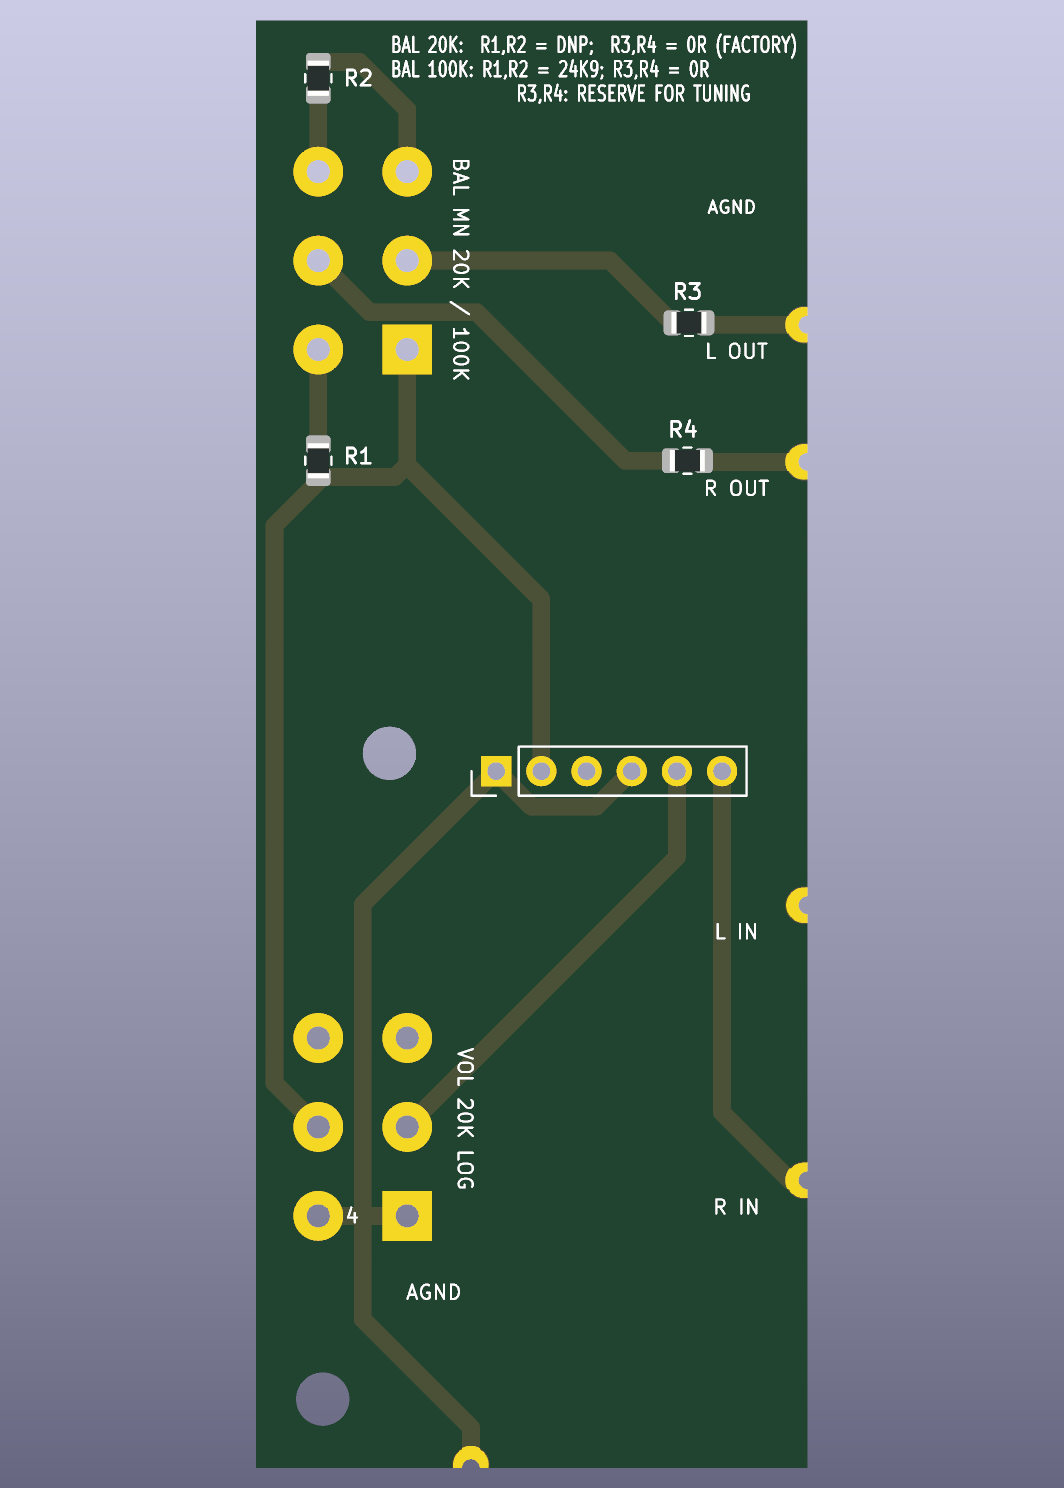 BAL 20K: R1,R2 = DNP; R3,R4 = 0R (FACTORY)
BAL 100K: R1,R2 = 24K9; R3,R4 = 0R
R3,R4: RESERVE FOR TUNING
R2
BAL MN 20K / 100K
AGND
R3
L OUT
R4
R1
R OUT
L IN
VOL 20K LOG
R IN
4
AGND